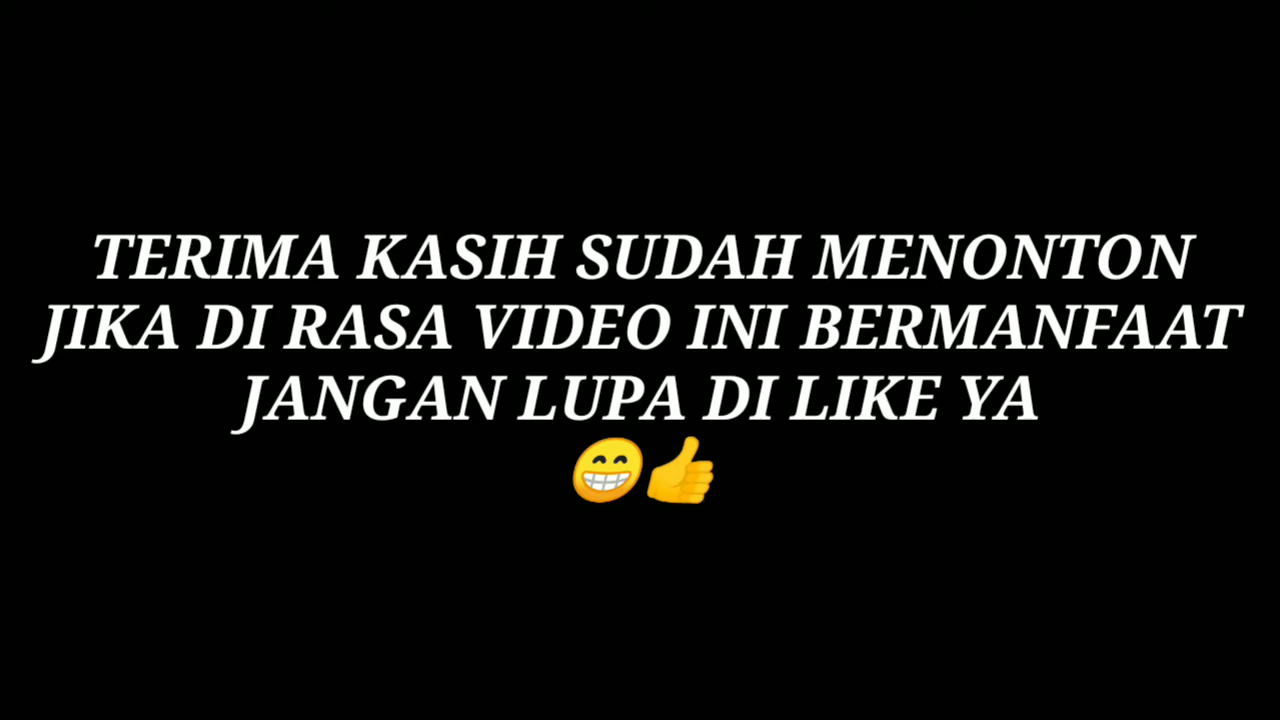 TERIMA KASIH SUDAH MENONTON
JIKA DI RASA VIDEO INI BERMANFAAT
JANGAN LUPA DI LIKE YA
😁👍